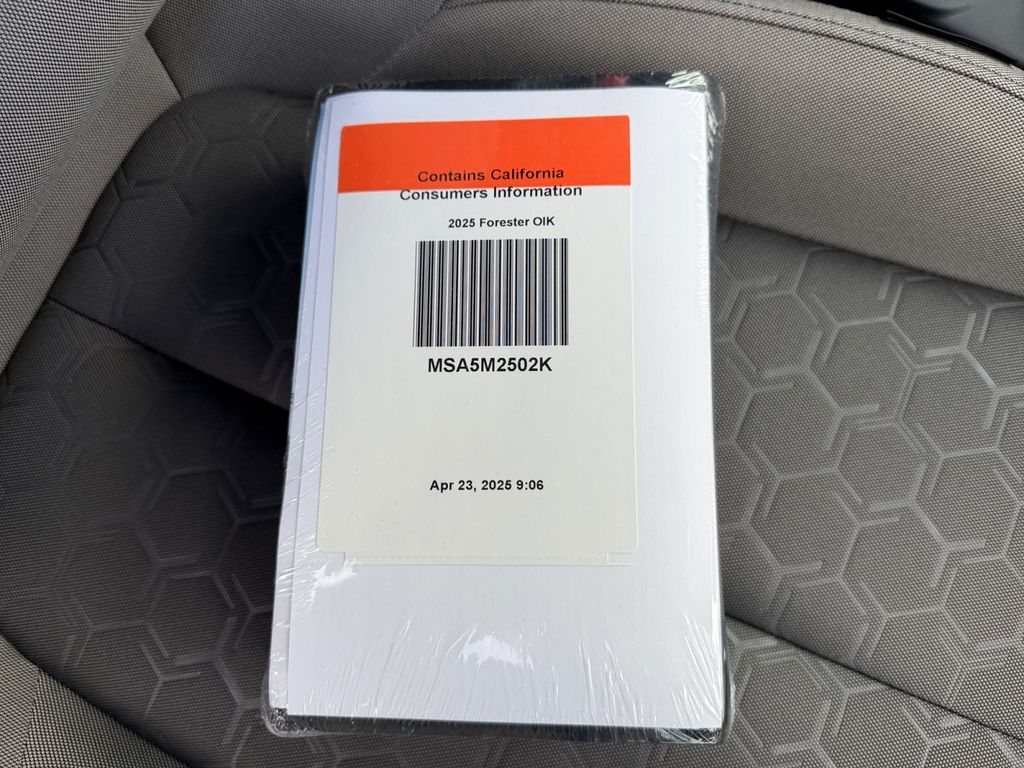 Contains California
Consumers Information
2025 Forester OIK
MSA5M2502K
Apr 23, 2025 9:06